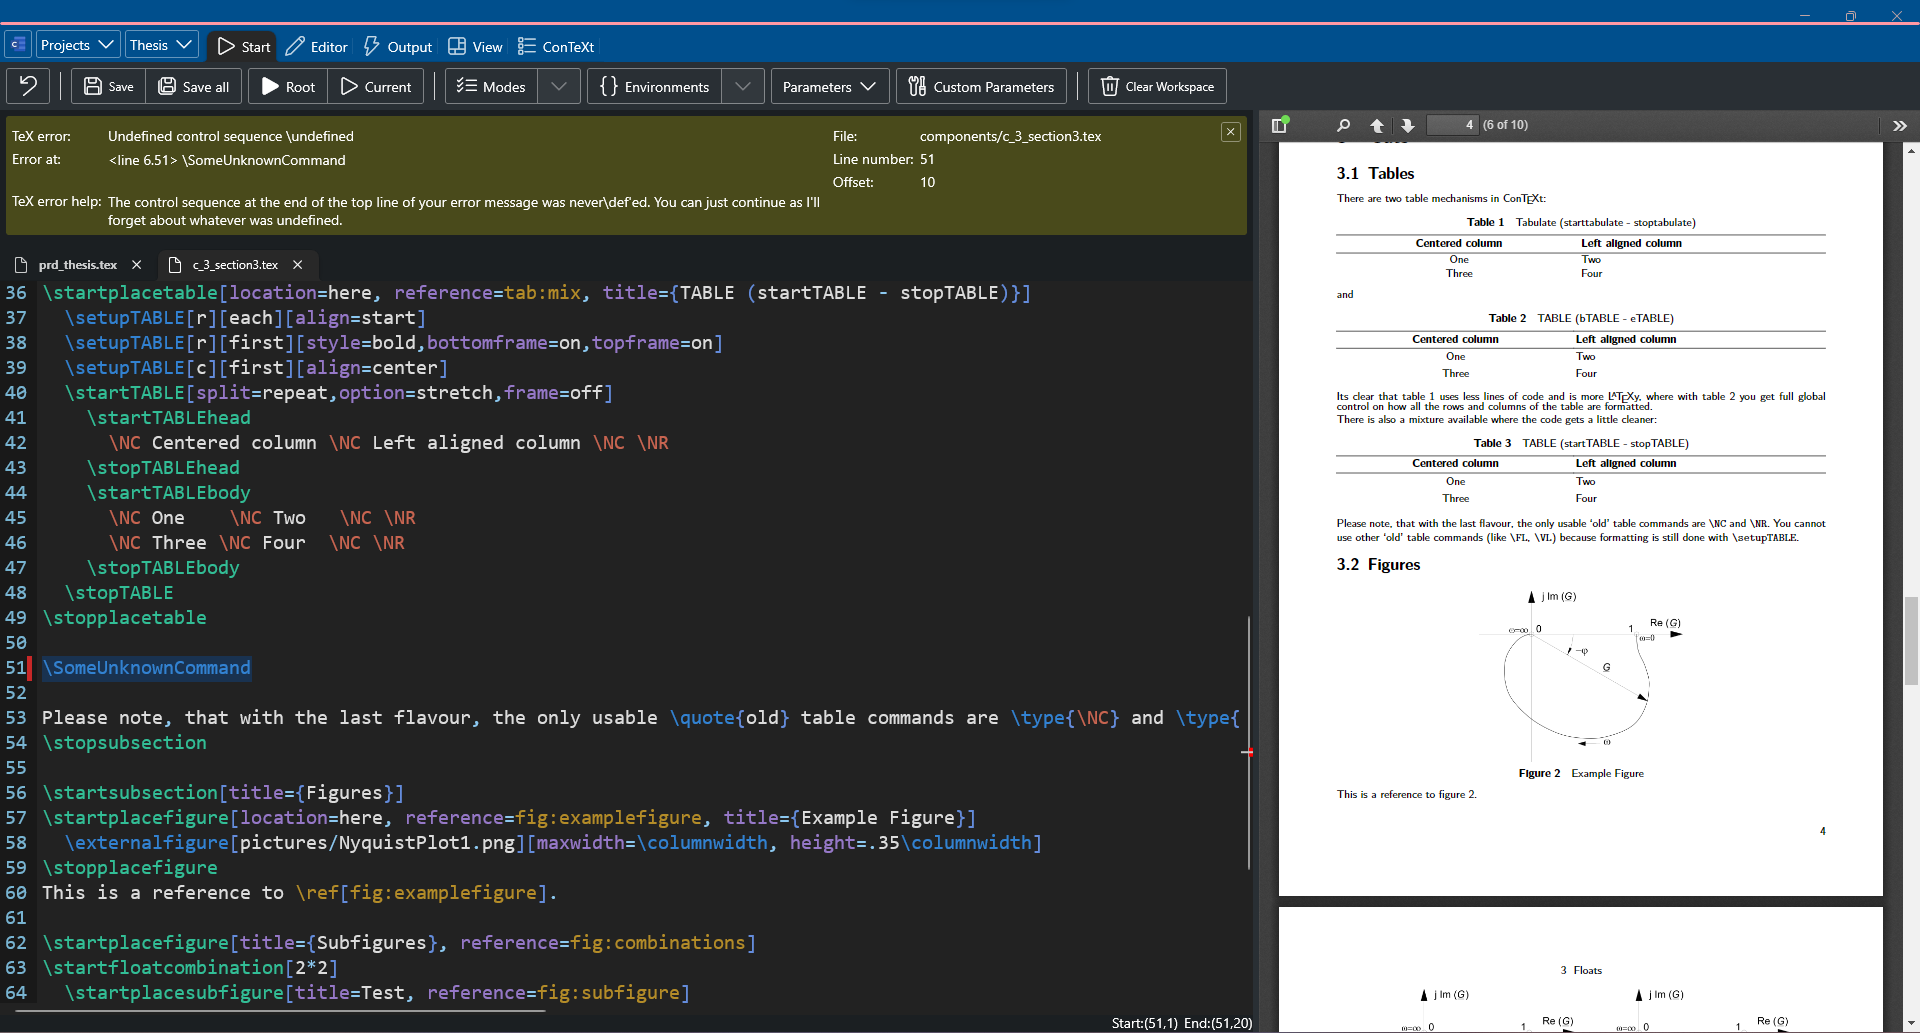 Projects Thesis Start Editor Output View ConTeXt
Save Save all Root Current Modes {} Environments Parameters Custom Parameters Clear Workspace
TeX error: Undefined control sequence \undefined
Error at: <line 6.51> \SomeUnknownCommand
TeX error help: The control sequence at the end of the top line of your error message was never\def'ed. You can just continue as I'll
forget about whatever was undefined.
File: components/c_3_section3.tex
Line number: 51
Offset: 10
prd_thesis.tex c_3_section3.tex
36 \startplacetable[location=here, reference=tab:mix, title={TABLE (startTABLE - stopTABLE)}]
37 \setupTABLE[r][each][align=start]
38 \setupTABLE[r][first][style=bold,bottomframe=on,topframe=on]
39 \setupTABLE[c][first][align=center]
40 \startTABLE[split=repeat,option=stretch,frame=off]
41 \startTABLEhead
42 \NC Centered column \NC Left aligned column \NC \NR
43 \stopTABLEhead
44 \startTABLEbody
45 \NC One \NC Two \NC \NR
46 \NC Three \NC Four \NC \NR
47 \stopTABLEbody
48 \stopTABLE
49 \stopplacetable
50
51 \SomeUnknownCommand
52
53 Please note, that with the last flavour, the only usable \quote{old} table commands are \type{\NC} and \type{
54 \stopsubsection
55
56 \startsubsection[title={Figures}]
57 \startplacefigure[location=here, reference=fig:examplefigure, title={Example Figure}]
58 \externalfigure[pictures/NyquistPlot1.png][maxwidth=\columnwidth, height=.35\columnwidth]
59 \stopplacefigure
60 This is a reference to \ref[fig:examplefigure].
61
62 \startplacefigure[title={Subfigures}, reference=fig:combinations]
63 \startfloatcombination[2*2]
64 \startplacesubfigure[title=Test, reference=fig:subfigure]
Start:(51,1) End:(51,20)
4 (6 of 10)
3.1 Tables
There are two table mechanisms in ConTEXt:
Table 1 Tabulate (starttabulate - stoptabulate)
Centered column Left aligned column
One Two
Three Four
and
Table 2 TABLE (bTABLE - eTABLE)
Centered column Left aligned column
One Two
Three Four
Its clear that table 1 uses less lines of code and is more LATEXy, where with table 2 you get full global
control on how all the rows and columns of the table are formatted.
There is also a mixture available where the code gets a little cleaner:
Table 3 TABLE (startTABLE - stopTABLE)
Centered column Left aligned column
One Two
Three Four
Please note, that with the last flavour, the only usable ‘old’ table commands are \NC and \NR. You cannot
use other ‘old’ table commands (like \FL, \VL) because formatting is still done with \setupTABLE.
3.2 Figures
j Im (G)
Re (G)
ω=∞ 0 1 ω=0
-φ
G
ω
Figure 2 Example Figure
This is a reference to figure 2.
4
3 Floats
j Im (G) j Im (G)
Re (G) Re (G)
ω=∞ 0 1 ω=∞ 0 1